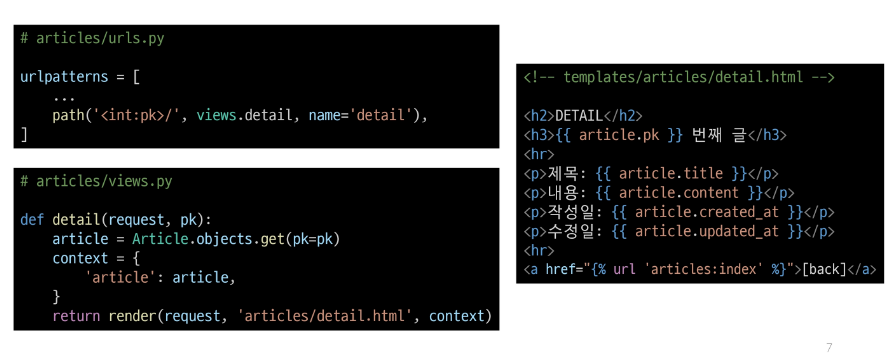 # articles/urls.py
urlpatterns = [
    ...
    path('<int:pk>/', views.detail, name='detail'),
]
# articles/views.py
def detail(request, pk):
    article = Article.objects.get(pk=pk)
    context = {
        'article': article,
    }
    return render(request, 'articles/detail.html', context)
<!-- templates/articles/detail.html -->
<h2>DETAIL</h2>
<h3>{{ article.pk }} 번째 글</h3>
<hr>
<p>제목: {{ article.title }}</p>
<p>내용: {{ article.content }}</p>
<p>작성일: {{ article.created_at }}</p>
<p>수정일: {{ article.updated_at }}</p>
<hr>
<a href="{% url 'articles:index' %}">[back]</a>
7